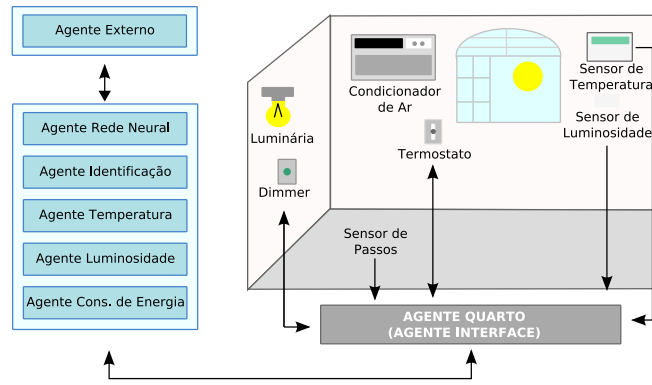 Agente Externo
Agente Rede Neural
Agente Identificação
Agente Temperatura
Agente Luminosidade
Agente Cons. de Energia
Luminária
Dimmer
Condicionador
de Ar
Termostato
Sensor de
Temperatura
Sensor de
Luminosidade
Sensor de
Passos
AGENTE QUARTO
(AGENTE INTERFACE)